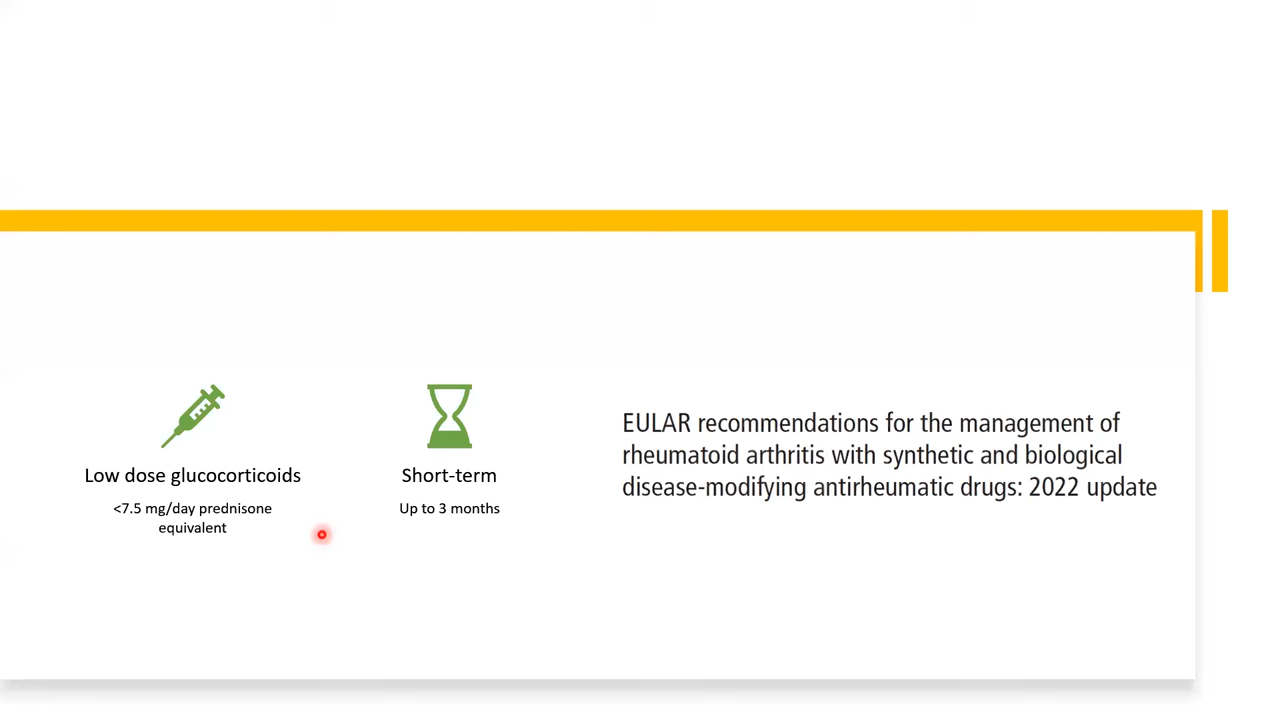 Low dose glucocorticoids
<7.5 mg/day prednisone
equivalent
Short-term
Up to 3 months
EULAR recommendations for the management of
rheumatoid arthritis with synthetic and biological
disease-modifying antirheumatic drugs: 2022 update